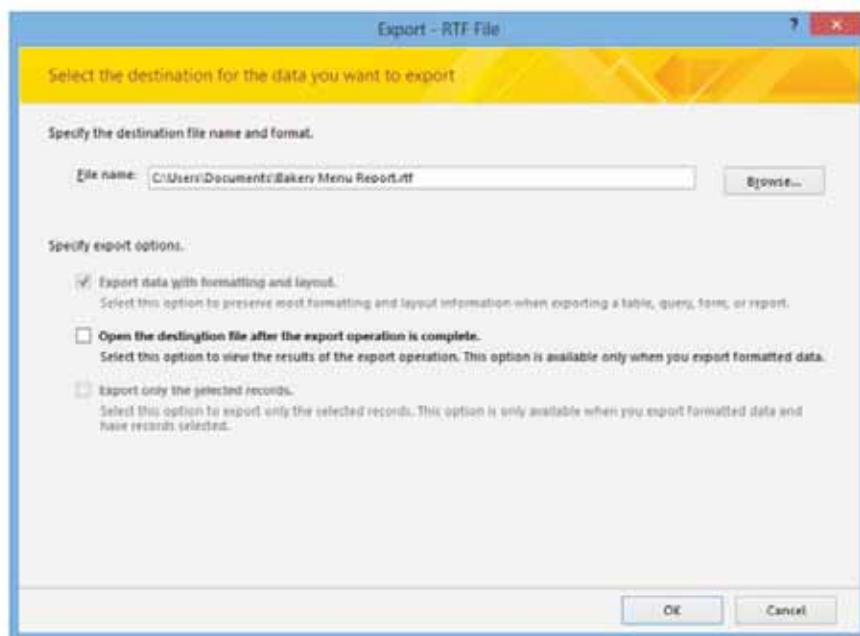 Export - RTF File
?
Select the destination for the data you want to export
Specify the destination file name and format.
File name: C:\Users\Documents\Bakery Menu Report.rtf Browse...
Specify export options.
Export data with formatting and layout.
Select this option to preserve most formatting and layout information when exporting a table, query, form, or report.
Open the destination file after the export operation is complete.
Select this option to view the results of the export operation. This option is available only when you export formatted data.
Export only the selected records.
Select this option to export only the selected records. This option is only available when you export formatted data and
have records selected.
OK Cancel